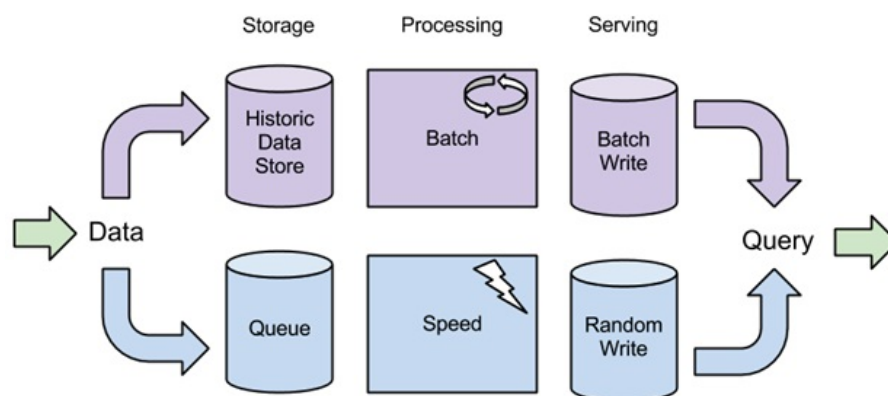 Storage
Processing
Serving
Historic
Data
Store
Batch
Batch
Write
Data
Query
Queue
Speed
Random
Write